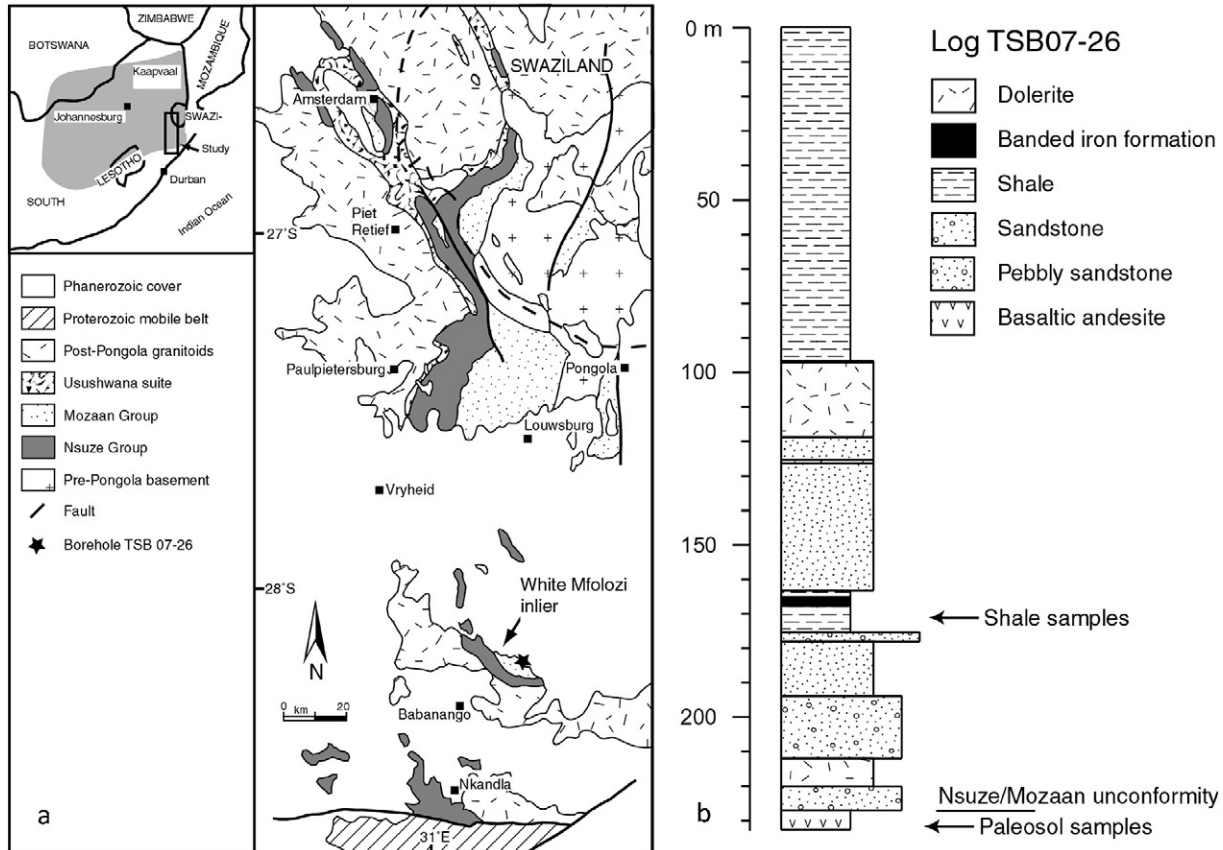 ZIMBABWE
BOTSWANA
MOZAMBIQUE
Kaapvaal
Johannesburg
SWAZI-
Study
LESOTHO
Durban
SOUTH
Indian Ocean
Phanerozoic cover
Proterozoic mobile belt
Post-Pongola granitoids
Usushwana suite
Mozaan Group
Nsuze Group
Pre-Pongola basement
Fault
Borehole TSB 07-26
a
SWALILAND
Amsterdam
Piet
Retief
27°S
Paulpietersburg
Pongola
Louwsburg
Vryheid
28°S
White Mfolozi
inlier
N
0 km 20
Babanango
Nkandla
31°E
b
0 m
50
100
150
200
Log TSB07-26
Dolerite
Banded iron formation
Shale
Sandstone
Pebbly sandstone
Basaltic andesite
Shale samples
Nsuze/Mozaan unconformity
Paleosol samples